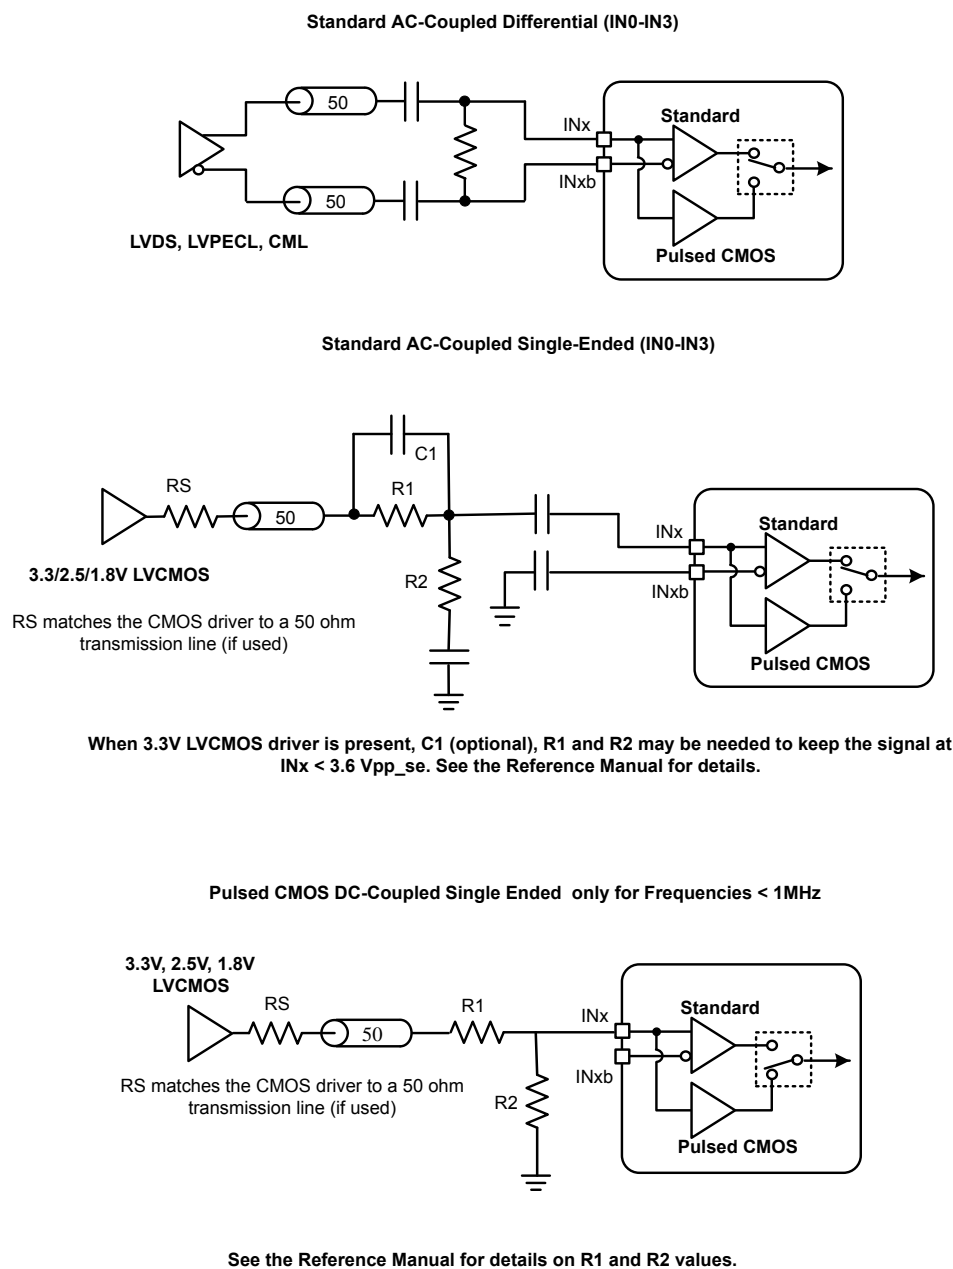 Standard AC-Coupled Differential (IN0-IN3)
50
INx
Standard
INxb
50
LVDS, LVPECL, CML
Pulsed CMOS
Standard AC-Coupled Single-Ended (IN0-IN3)
C1
RS
R1
50
INx
Standard
3.3/2.5/1.8V LVCMOS
R2
INxb
RS matches the CMOS driver to a 50 ohm
transmission line (if used)
Pulsed CMOS
When 3.3V LVCMOS driver is present, C1 (optional), R1 and R2 may be needed to keep the signal at
INx < 3.6 Vpp_se. See the Reference Manual for details.
Pulsed CMOS DC-Coupled Single Ended only for Frequencies < 1MHz
3.3V, 2.5V, 1.8V
LVCMOS
RS
R1
50
INx
Standard
INxb
RS matches the CMOS driver to a 50 ohm
transmission line (if used)
R2
Pulsed CMOS
See the Reference Manual for details on R1 and R2 values.